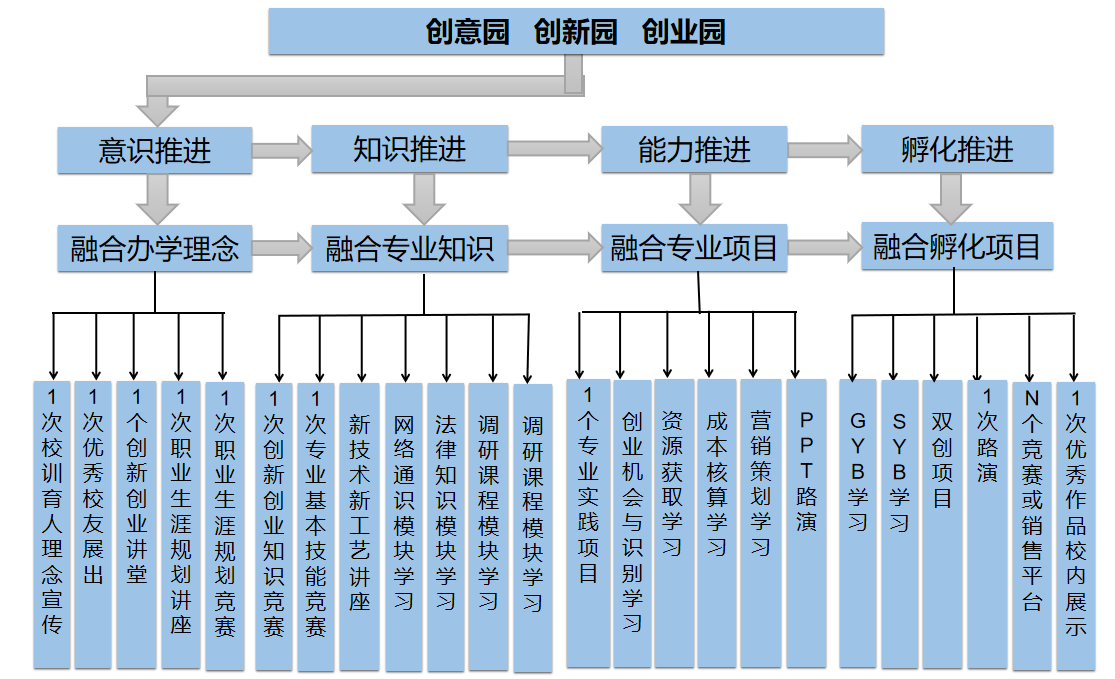 创意园 创新园 创业园
意识推进
知识推进
能力推进
孵化推进
融合办学理念
融合专业知识
融合专业项目
融合孵化项目
1次校训育人理念宣传
1次优秀校友展出
1个创新创业讲堂
1次职业生涯规划讲座
1次职业生涯规划竞赛
1次创新创业知识竞赛
1次专业基本技能竞赛
新技术新工艺讲座
网络通识模块学习
法律知识模块学习
调研课程模块学习
调研课程模块学习
1个专业实践项目
创业机会与识别学习
资源获取学习
成本核算学习
营销策划学习
PPT路演
GYB学习
SYB学习
双创项目
1次路演
N个竞赛或销售平台
1次优秀作品校内展示